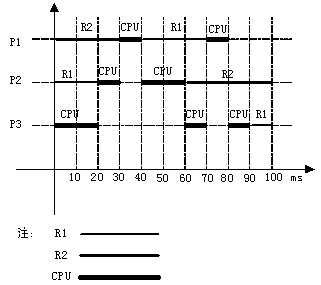 R2 CPU R1 CPU
P1
R1 CPU CPU R2
P2
CPU CPU CPU R1
P3
10 20 30 40 50 60 70 80 90 100 ms
注: R1
R2
CPU